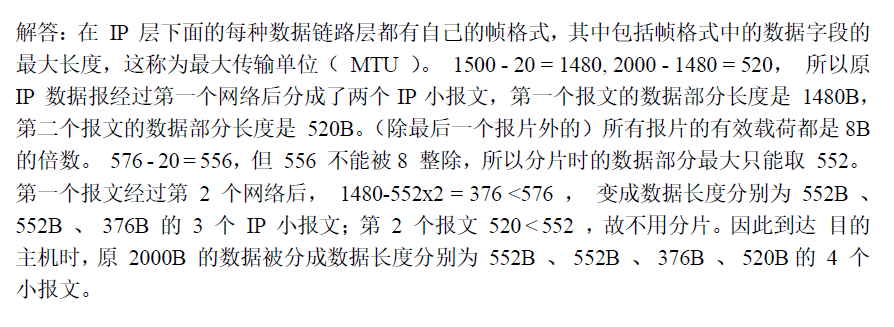 解答：在 IP 层下面的每种数据链路层都有自己的帧格式，其中包括帧格式中的数据字段的
最大长度，这称为最大传输单位（ MTU ）。 1500 - 20 = 1480, 2000 - 1480 = 520， 所以原
IP 数据报经过第一个网络后分成了两个 IP 小报文，第一个报文的数据部分长度是 1480B，
第二个报文的数据部分长度是 520B。（除最后一个报片外的）所有报片的有效载荷都是 8B
的倍数。 576 - 20 = 556，但 556 不能被 8 整除，所以分片时的数据部分最大只能取 552。
第一个报文经过第 2 个网络后， 1480-552x2 = 376 <576 ， 变成数据长度分别为 552B 、
552B 、 376B 的 3 个 IP 小报文；第 2 个报文 520 < 552 ，故不用分片。因此到达 目的
主机时，原 2000B 的数据被分成数据长度分别为 552B 、 552B 、 376B 、 520B 的 4 个
小报文。